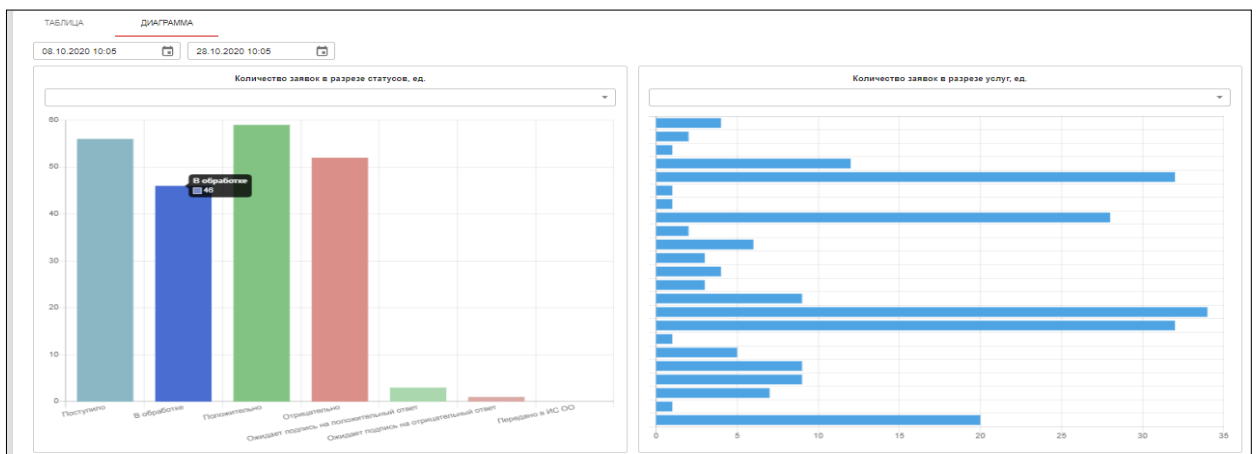 ТАБЛИЦА ДИАГРАММА
08.10.2020 10:05 28.10.2020 10:05
Количество заявок в разрезе статусов, ед.
60
50
40
30
20
10
0
В обработке
46
Поступило
В обработке
Положительно
Отрицательно
Ожидает подпись на положительный ответ
Ожидает подпись на отрицательный ответ
Передано в ИС ОО
Количество заявок в разрезе услуг, ед.
0 5 10 15 20 25 30 35